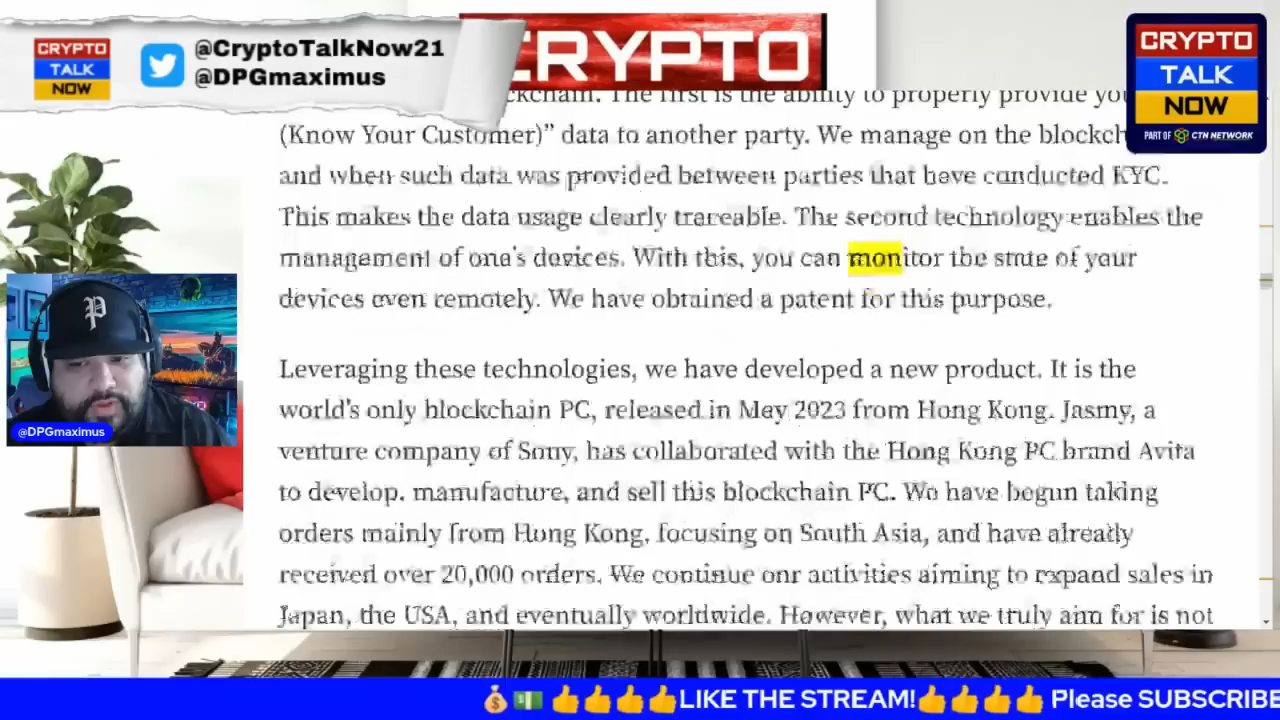 CRYPTO
TALK
NOW
@CryptoTalkNow21
@DPGmaximus
CRYPTO
CRYPTO
TALK
NOW
PART OF CTN NETWORK
The first is the ability to properly provide
(Know Your Customer)” data to another party. We manage on the
and when such data was provided between parties that have conducted KYC.
This makes the data usage clearly traceable. The second technology enables the
management of one's devices. With this, you can monitor the state of your
devices even remotely. We have obtained a patent for this purpose.
Leveraging these technologies, we have developed a new product. It is the
world's only blockchain PC, released in May 2023 from Hong Kong. Jasmy, a
venture company of Sony, has collaborated with the Hong Kong PC brand Avita
to develop, manufacture, and sell this blockchain PC. We have begun taking
orders mainly from Hong Kong, focusing on South Asia, and have already
received over 20,000 orders. We continue our activities aiming to expand sales in
Japan, the USA, and eventually worldwide. However, what we truly aim for is not
P
@DPGmaximus
💰💵 👍👍👍👍LIKE THE STREAM!👍👍👍👍 Please SUBSCRIBE